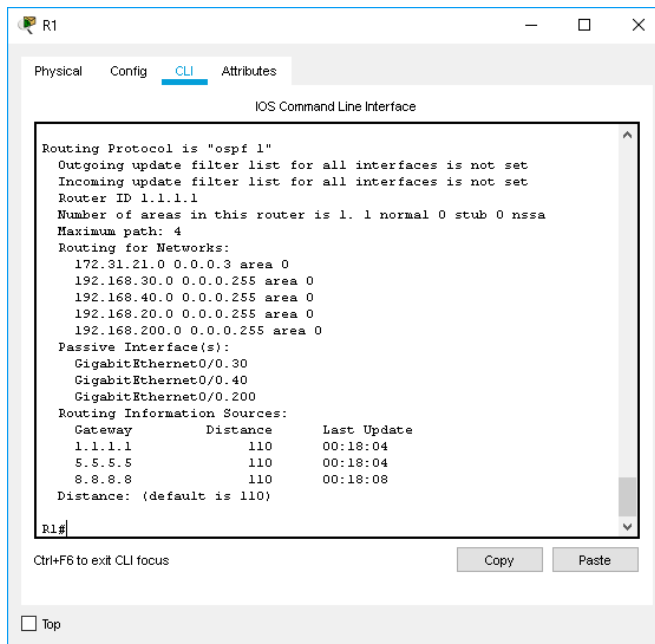 R1
Physical Config CLI Attributes
IOS Command Line Interface
Routing Protocol is "ospf 1"
Outgoing update filter list for all interfaces is not set
Incoming update filter list for all interfaces is not set
Router ID 1.1.1.1
Number of areas in this router is 1. 1 normal 0 stub 0 nssa
Maximum path: 4
Routing for Networks:
172.31.21.0 0.0.0.3 area 0
192.168.30.0 0.0.0.255 area 0
192.168.40.0 0.0.0.255 area 0
192.168.20.0 0.0.0.255 area 0
192.168.200.0 0.0.0.255 area 0
Passive Interface(s):
GigabitEthernet0/0.30
GigabitEthernet0/0.40
GigabitEthernet0/0.200
Routing Information Sources:
Gateway Distance Last Update
1.1.1.1 110 00:18:04
5.5.5.5 110 00:18:04
8.8.8.8 110 00:18:08
Distance: (default is 110)
R1#
Ctrl+F6 to exit CLI focus Copy Paste
Top